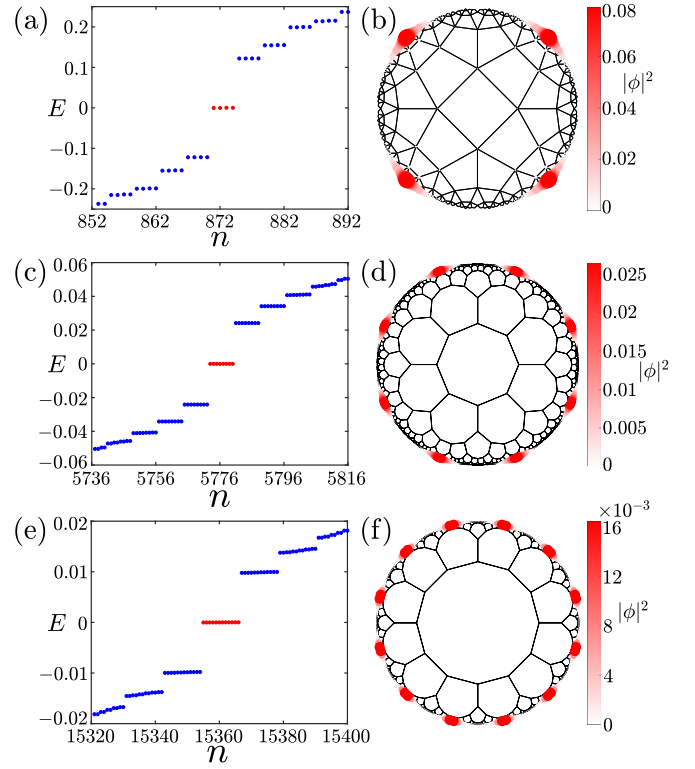 (a)
0.2
0.1
E 0
−0.1
−0.2
852 862 872 882 892
n
(b)
0.08
0.06
|ϕ|²
0.04
0.02
0
(c)
0.06
0.04
0.02
E 0
−0.02
−0.04
−0.06
5736 5756 5776 5796 5816
n
(d)
0.025
0.02
0.015
|ϕ|²
0.01
0.005
0
(e)
0.02
0.01
E 0
−0.01
−0.02
15320 15340 15360 15380 15400
n
(f)
×10⁻³
16
8
|ϕ|²
4
0